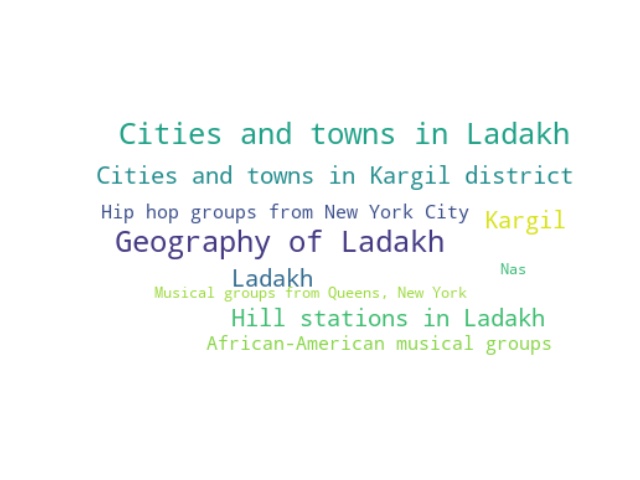 Cities and towns in Ladakh
Cities and towns in Kargil district
Hip hop groups from New York City
Kargil
Geography of Ladakh
Nas
Ladakh
Musical groups from Queens, New York
Hill stations in Ladakh
African-American musical groups